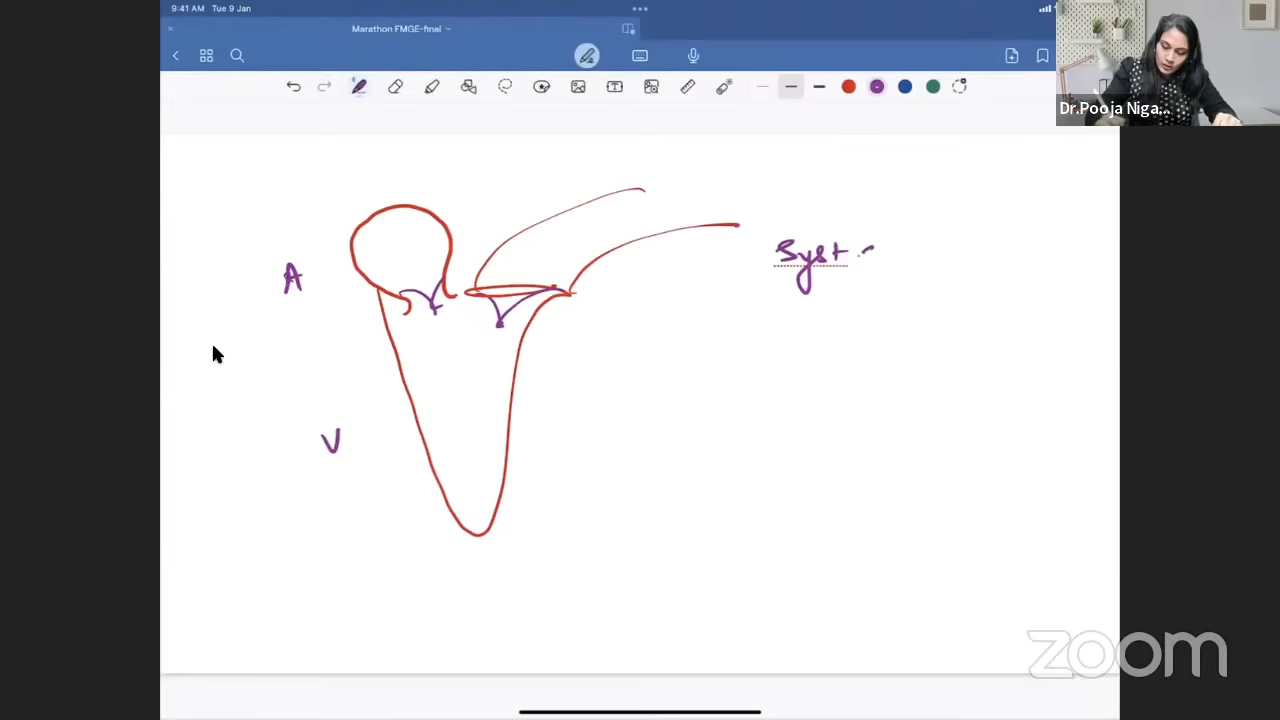 9:41 AM Tue 9 Jan
Marathon FMGE-final
Dr.Pooja Niga...
Syst
A
V
zoom